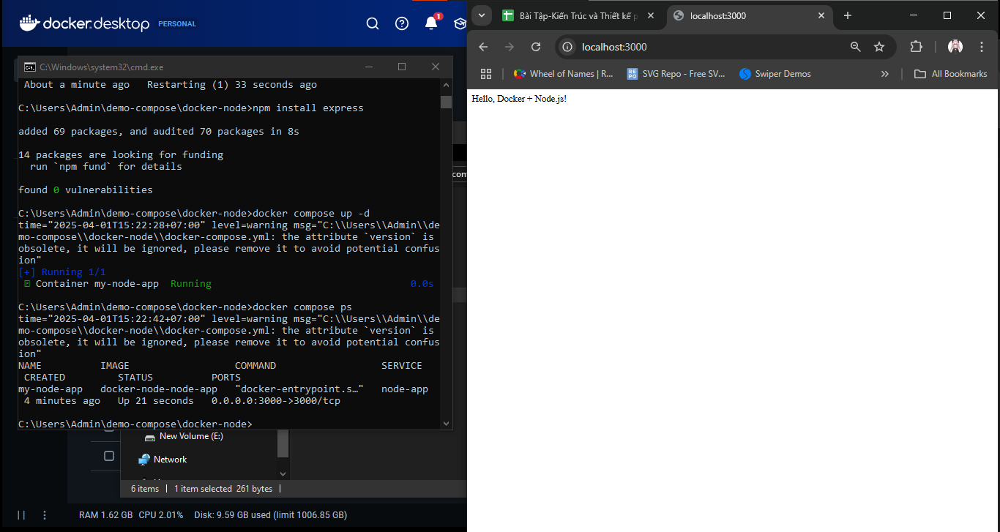 docker desktop PERSONAL
1
C:\Windows\system32\cmd.exe
About a minute ago   Restarting (1) 33 seconds ago
C:\Users\Admin\demo-compose\docker-node>npm install express
added 69 packages, and audited 70 packages in 8s
14 packages are looking for funding
run `npm fund` for details
found 0 vulnerabilities
C:\Users\Admin\demo-compose\docker-node>docker compose up -d
time="2025-04-01T15:22:28+07:00" level=warning msg="C:\\Users\\Admin\\de
mo-compose\\docker-node\\docker-compose.yml: the attribute `version` is
obsolete, it will be ignored, please remove it to avoid potential confus
ion"
[+] Running 1/1
Container my-node-app  Running 0.0s
C:\Users\Admin\demo-compose\docker-node>docker compose ps
time="2025-04-01T15:22:42+07:00" level=warning msg="C:\\Users\\Admin\\de
mo-compose\\docker-node\\docker-compose.yml: the attribute `version` is
obsolete, it will be ignored, please remove it to avoid potential confus
ion"
NAME          IMAGE                  COMMAND                  SERVICE
CREATED         STATUS          PORTS
my-node-app   docker-node-node-app   "docker-entrypoint.s…"   node-app
4 minutes ago   Up 21 seconds   0.0.0.0:3000->3000/tcp
C:\Users\Admin\demo-compose\docker-node>
com
New Volume (E:)
Network
6 items | 1 item selected 261 bytes |
RAM 1.62 GB CPU 2.01% Disk: 9.59 GB used (limit 1006.85 GB)
Bài Tập-Kiến Trúc và Thiết kế p
localhost:3000
localhost:3000
Wheel of Names | R...
REPO
SVG Repo - Free SV...
Swiper Demos
All Bookmarks
Hello, Docker + Node.js!